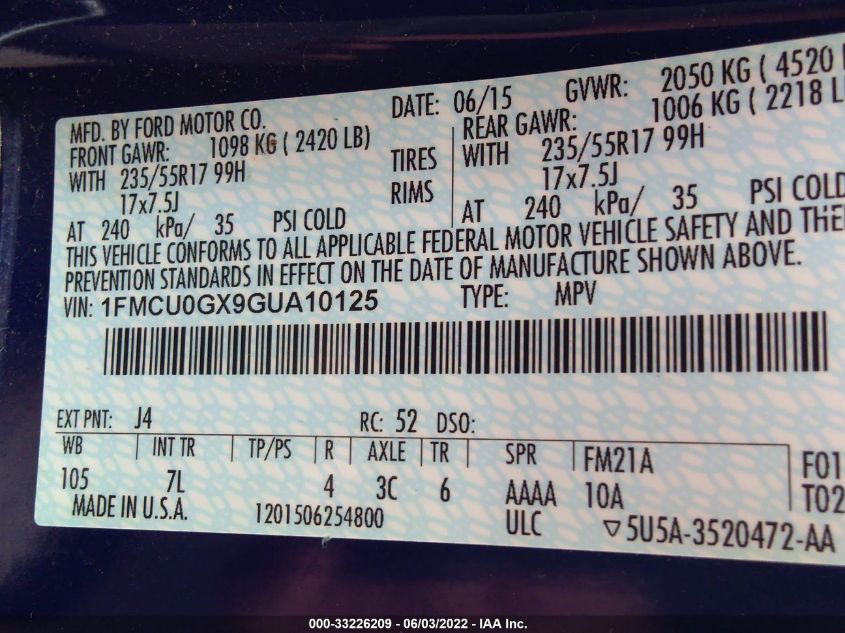 MFD. BY FORD MOTOR CO. DATE: 06/15 GVWR: 2050 KG ( 4520
FRONT GAWR: 1098 KG ( 2420 LB) REAR GAWR: 1006 KG ( 2218
WITH 235/55R17 99H TIRES WITH 235/55R17 99H
17x7.5J RIMS 17x7.5J
AT 240 kPa/ 35 PSI COLD AT 240 kPa/ 35 PSI COLD
THIS VEHICLE CONFORMS TO ALL APPLICABLE FEDERAL MOTOR VEHICLE SAFETY AND
PREVENTION STANDARDS IN EFFECT ON THE DATE OF MANUFACTURE SHOWN ABOVE.
VIN: 1FMCU0GX9GUA10125 TYPE: MPV
EXT PNT: J4 RC: 52 DSO:
WB INT TR TP/PS R AXLE TR SPR FM21A F01
105 7L 4 3C 6 AAAA 10A T02
MADE IN U.S.A. 1201506254800 ULC 5U5A-3520472-AA
000-33226209 - 06/03/2022 - IAA Inc.